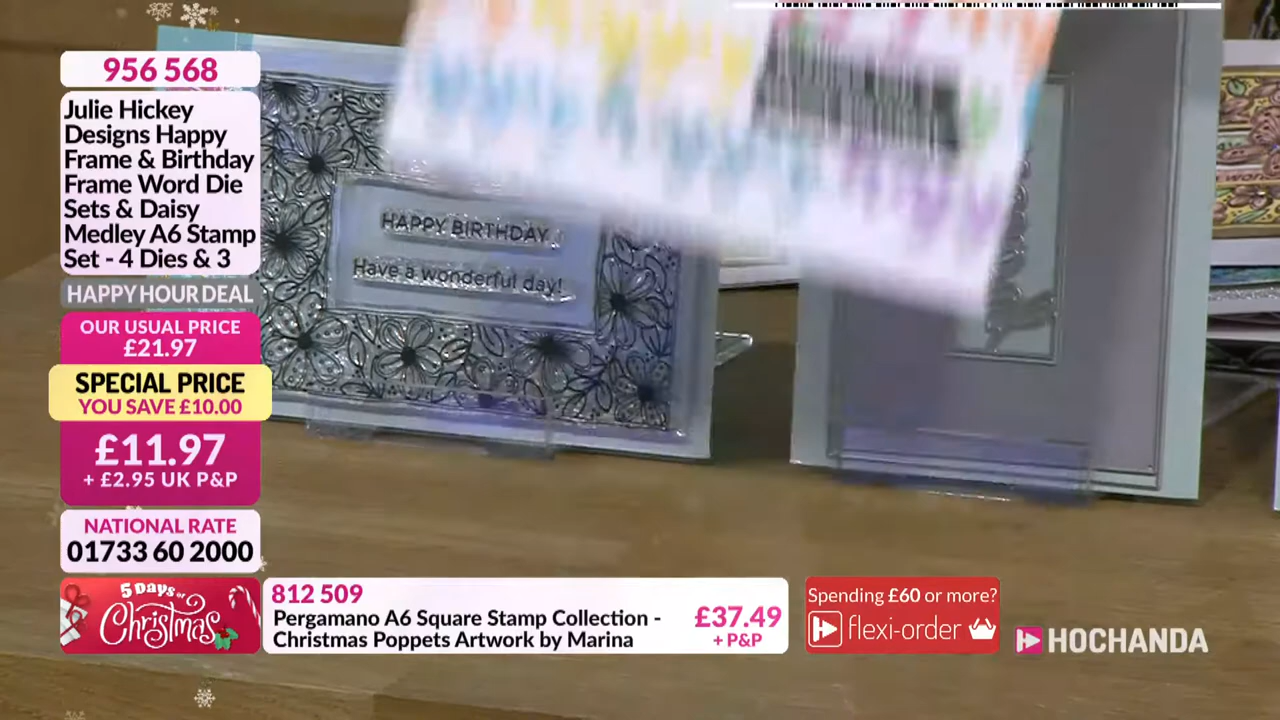 956 568
Julie Hickey
Designs Happy
Frame & Birthday
Frame Word Die
Sets & Daisy
Medley A6 Stamp
Set - 4 Dies & 3
HAPPY HOUR DEAL
OUR USUAL PRICE
£21.97
SPECIAL PRICE
YOU SAVE £10.00
£11.97
+ £2.95 UK P&P
NATIONAL RATE
01733 60 2000
HAPPY BIRTHDAY
Have a wonderful day!
5 Days of
Christmas
812 509
Pergamano A6 Square Stamp Collection -
Christmas Poppets Artwork by Marina
£37.49
+ P&P
Spending £60 or more?
flexi-order
HOCHANDA